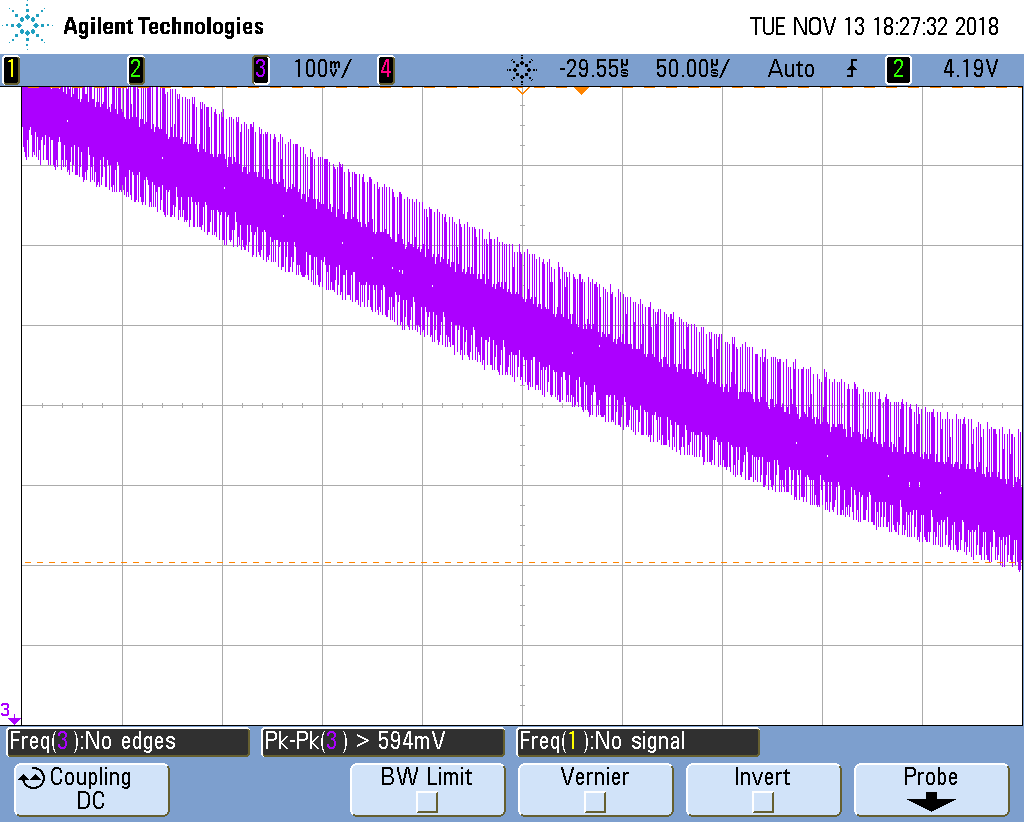 Agilent Technologies
TUE NOV 13 18:27:32 2018
1 2 3 100mV/ 4 -29.55µs 50.00µs/ Auto 2 4.19V
3
Freq(3):No edges Pk-Pk(3) > 594mV Freq(1):No signal
Coupling BW Limit Vernier Invert Probe
DC